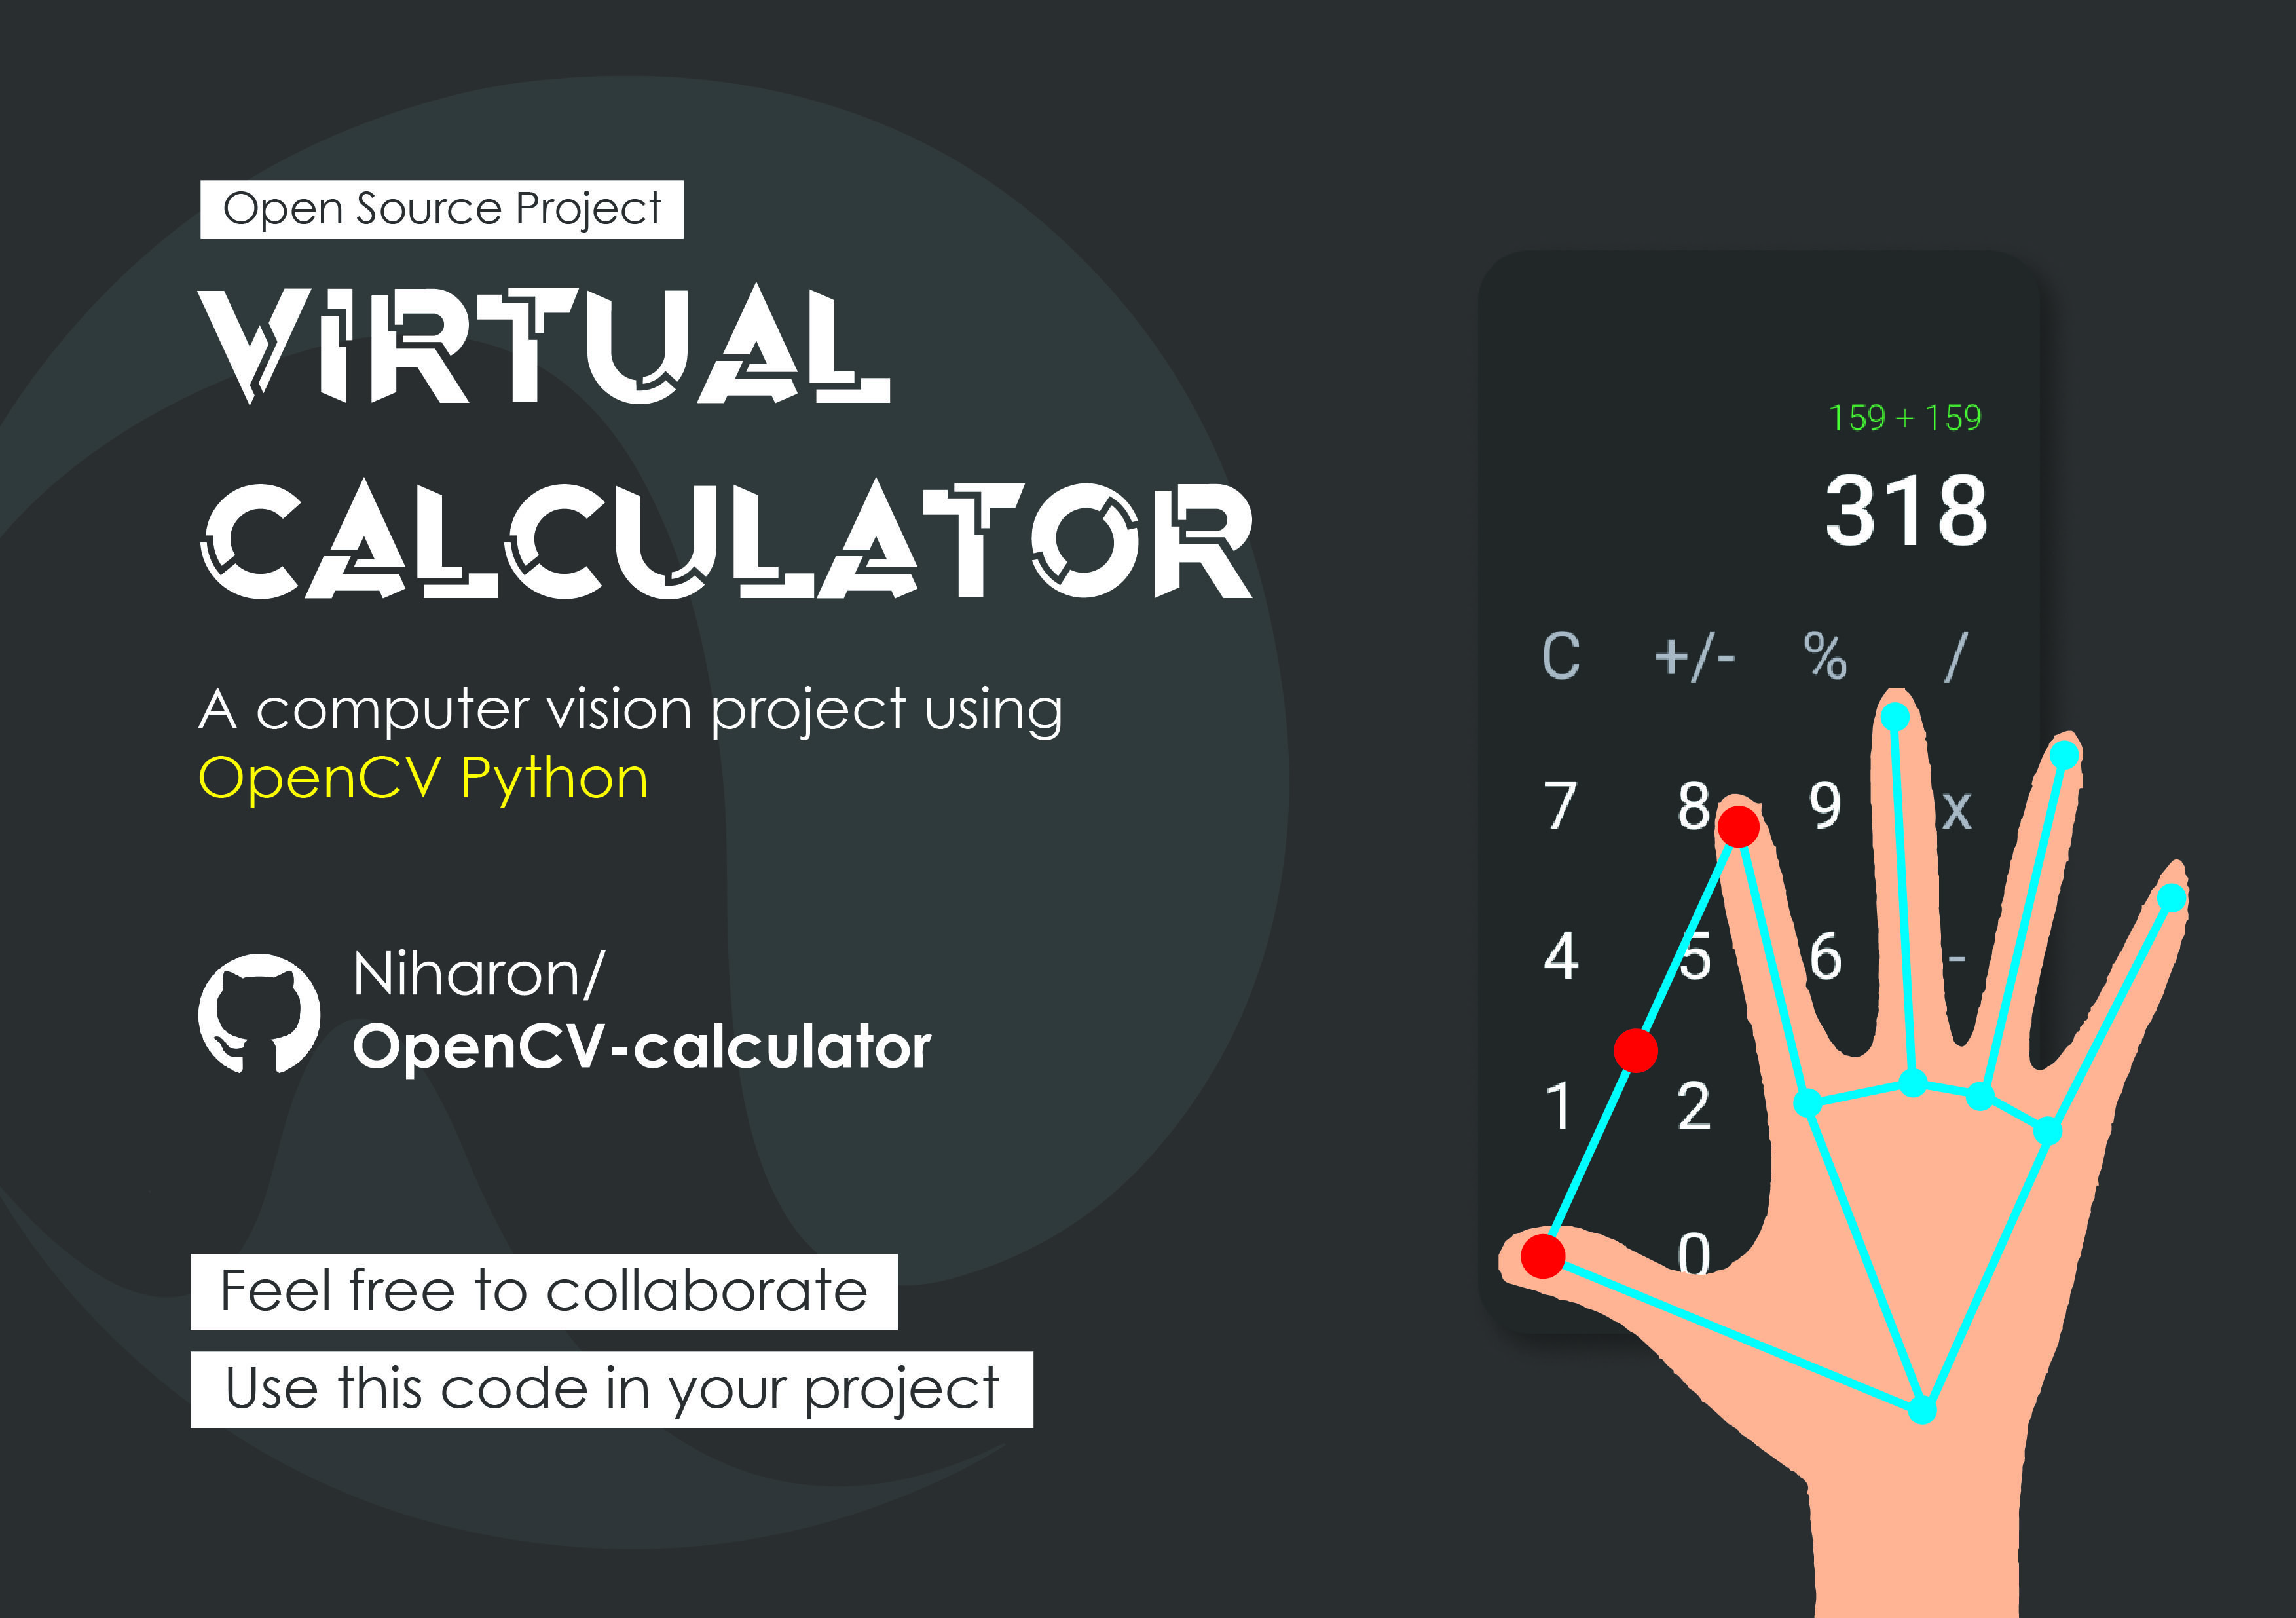 Open Source Project
VIRTUAL
CALCULATOR
A computer vision project using
OpenCV Python
Niharon/
OpenCV-calculator
Feel free to collaborate
Use this code in your project
159 + 159
318
C +/- % /
7 8 9 x
4 5 6 -
1 2
0